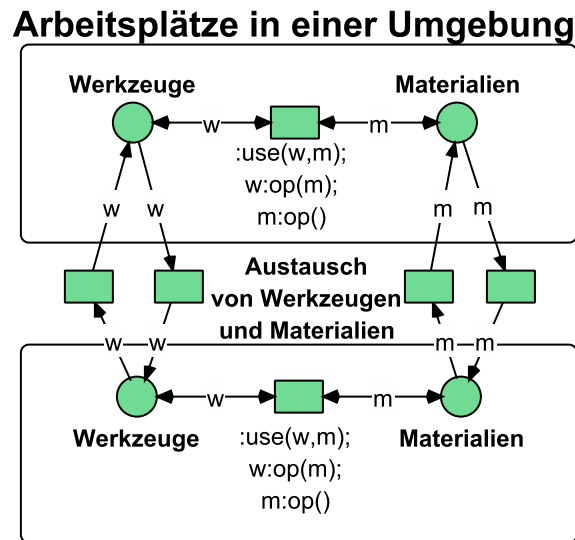 Arbeitsplätze in einer Umgebung
Werkzeuge
Materialien
w
m
:use(w,m);
w:op(m);
m:op()
w
w
m
m
Austausch
von Werkzeugen
und Materialien
w
w
m
m
w
m
Werkzeuge
Materialien
:use(w,m);
w:op(m);
m:op()